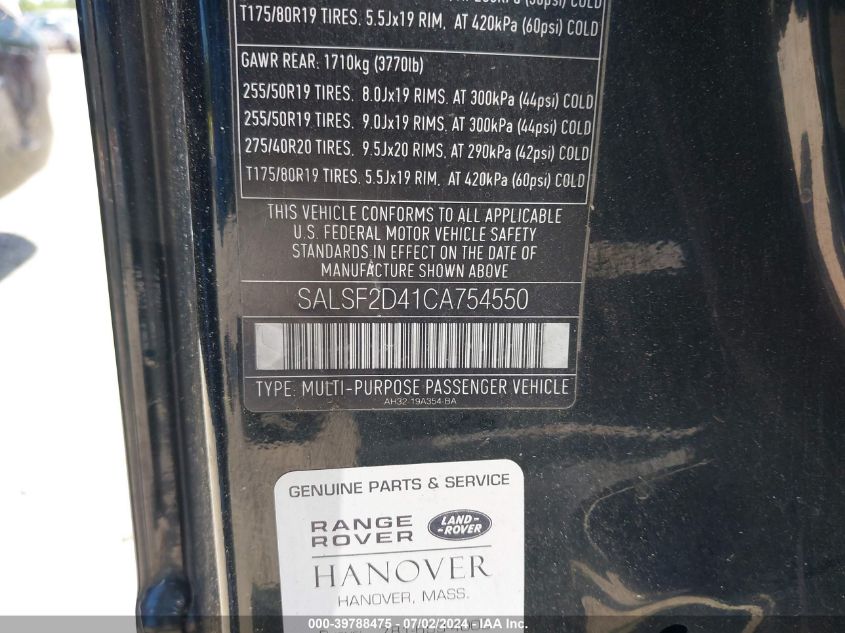 T175/80R19 TIRES. 5.5Jx19 RIM, AT 420kPa (60psi) COLD
GAWR REAR: 1710kg (3770lb)
255/50R19 TIRES. 8.0Jx19 RIMS. AT 300kPa (44psi) COLD
255/50R19 TIRES. 9.0Jx19 RIMS. AT 300kPa (44psi) COLD
275/40R20 TIRES. 9.5Jx20 RIMS. AT 290kPa (42psi) COLD
T175/80R19 TIRES. 5.5Jx19 RIM, AT 420kPa (60psi) COLD
THIS VEHICLE CONFORMS TO ALL APPLICABLE
U.S. FEDERAL MOTOR VEHICLE SAFETY
STANDARDS IN EFFECT ON THE DATE OF
MANUFACTURE SHOWN ABOVE
SALSF2D41CA754550
TYPE: MULTI-PURPOSE PASSENGER VEHICLE
AH32-19A354-BA
GENUINE PARTS & SERVICE
RANGE ROVER
LAND-ROVER
HANOVER
HANOVER, MASS.
000-39788475 - 07/02/2024 - IAA Inc.